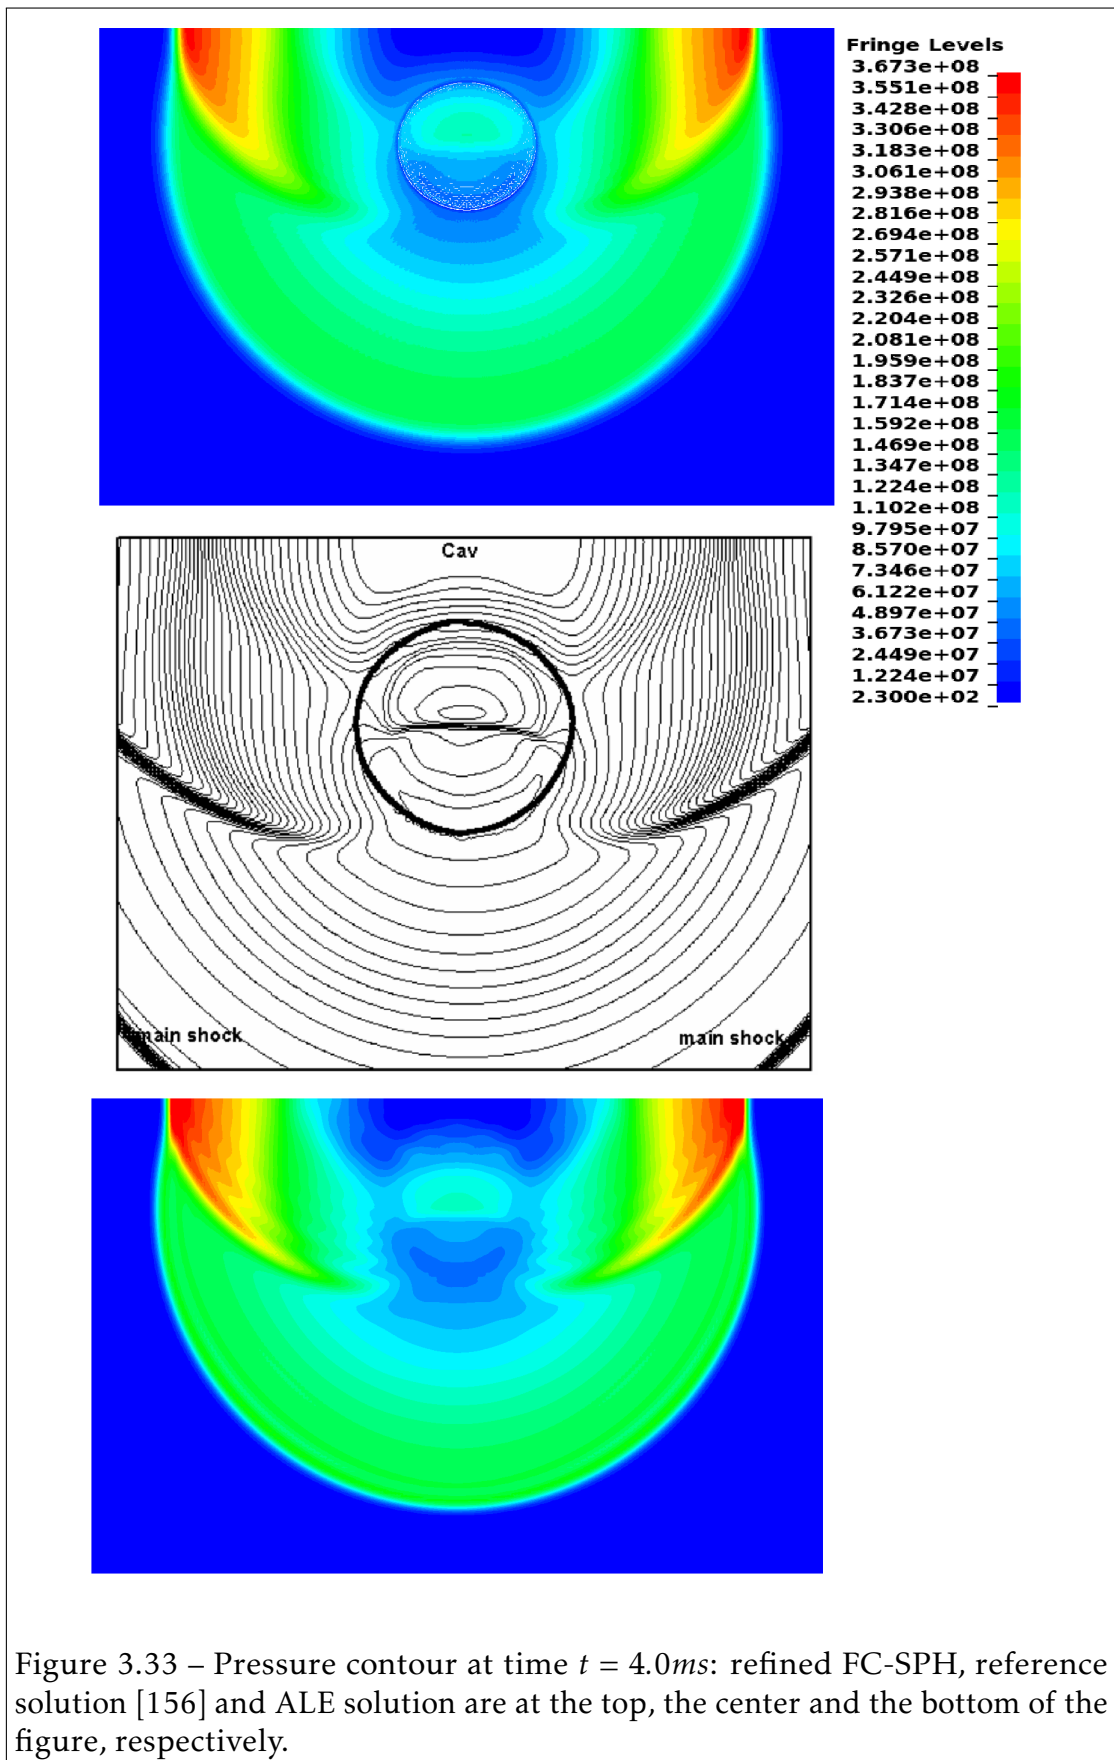 Fringe Levels
3.673e+08
3.551e+08
3.428e+08
3.306e+08
3.183e+08
3.061e+08
2.938e+08
2.816e+08
2.694e+08
2.571e+08
2.449e+08
2.326e+08
2.204e+08
2.081e+08
1.959e+08
1.837e+08
1.714e+08
1.592e+08
1.469e+08
1.347e+08
1.224e+08
1.102e+08
9.795e+07
8.570e+07
7.346e+07
6.122e+07
4.897e+07
3.673e+07
2.449e+07
1.224e+07
2.300e+02
Cav
main shock
main shock
Figure 3.33 – Pressure contour at time t = 4.0ms: refined FC-SPH, reference
solution [156] and ALE solution are at the top, the center and the bottom of the
figure, respectively.